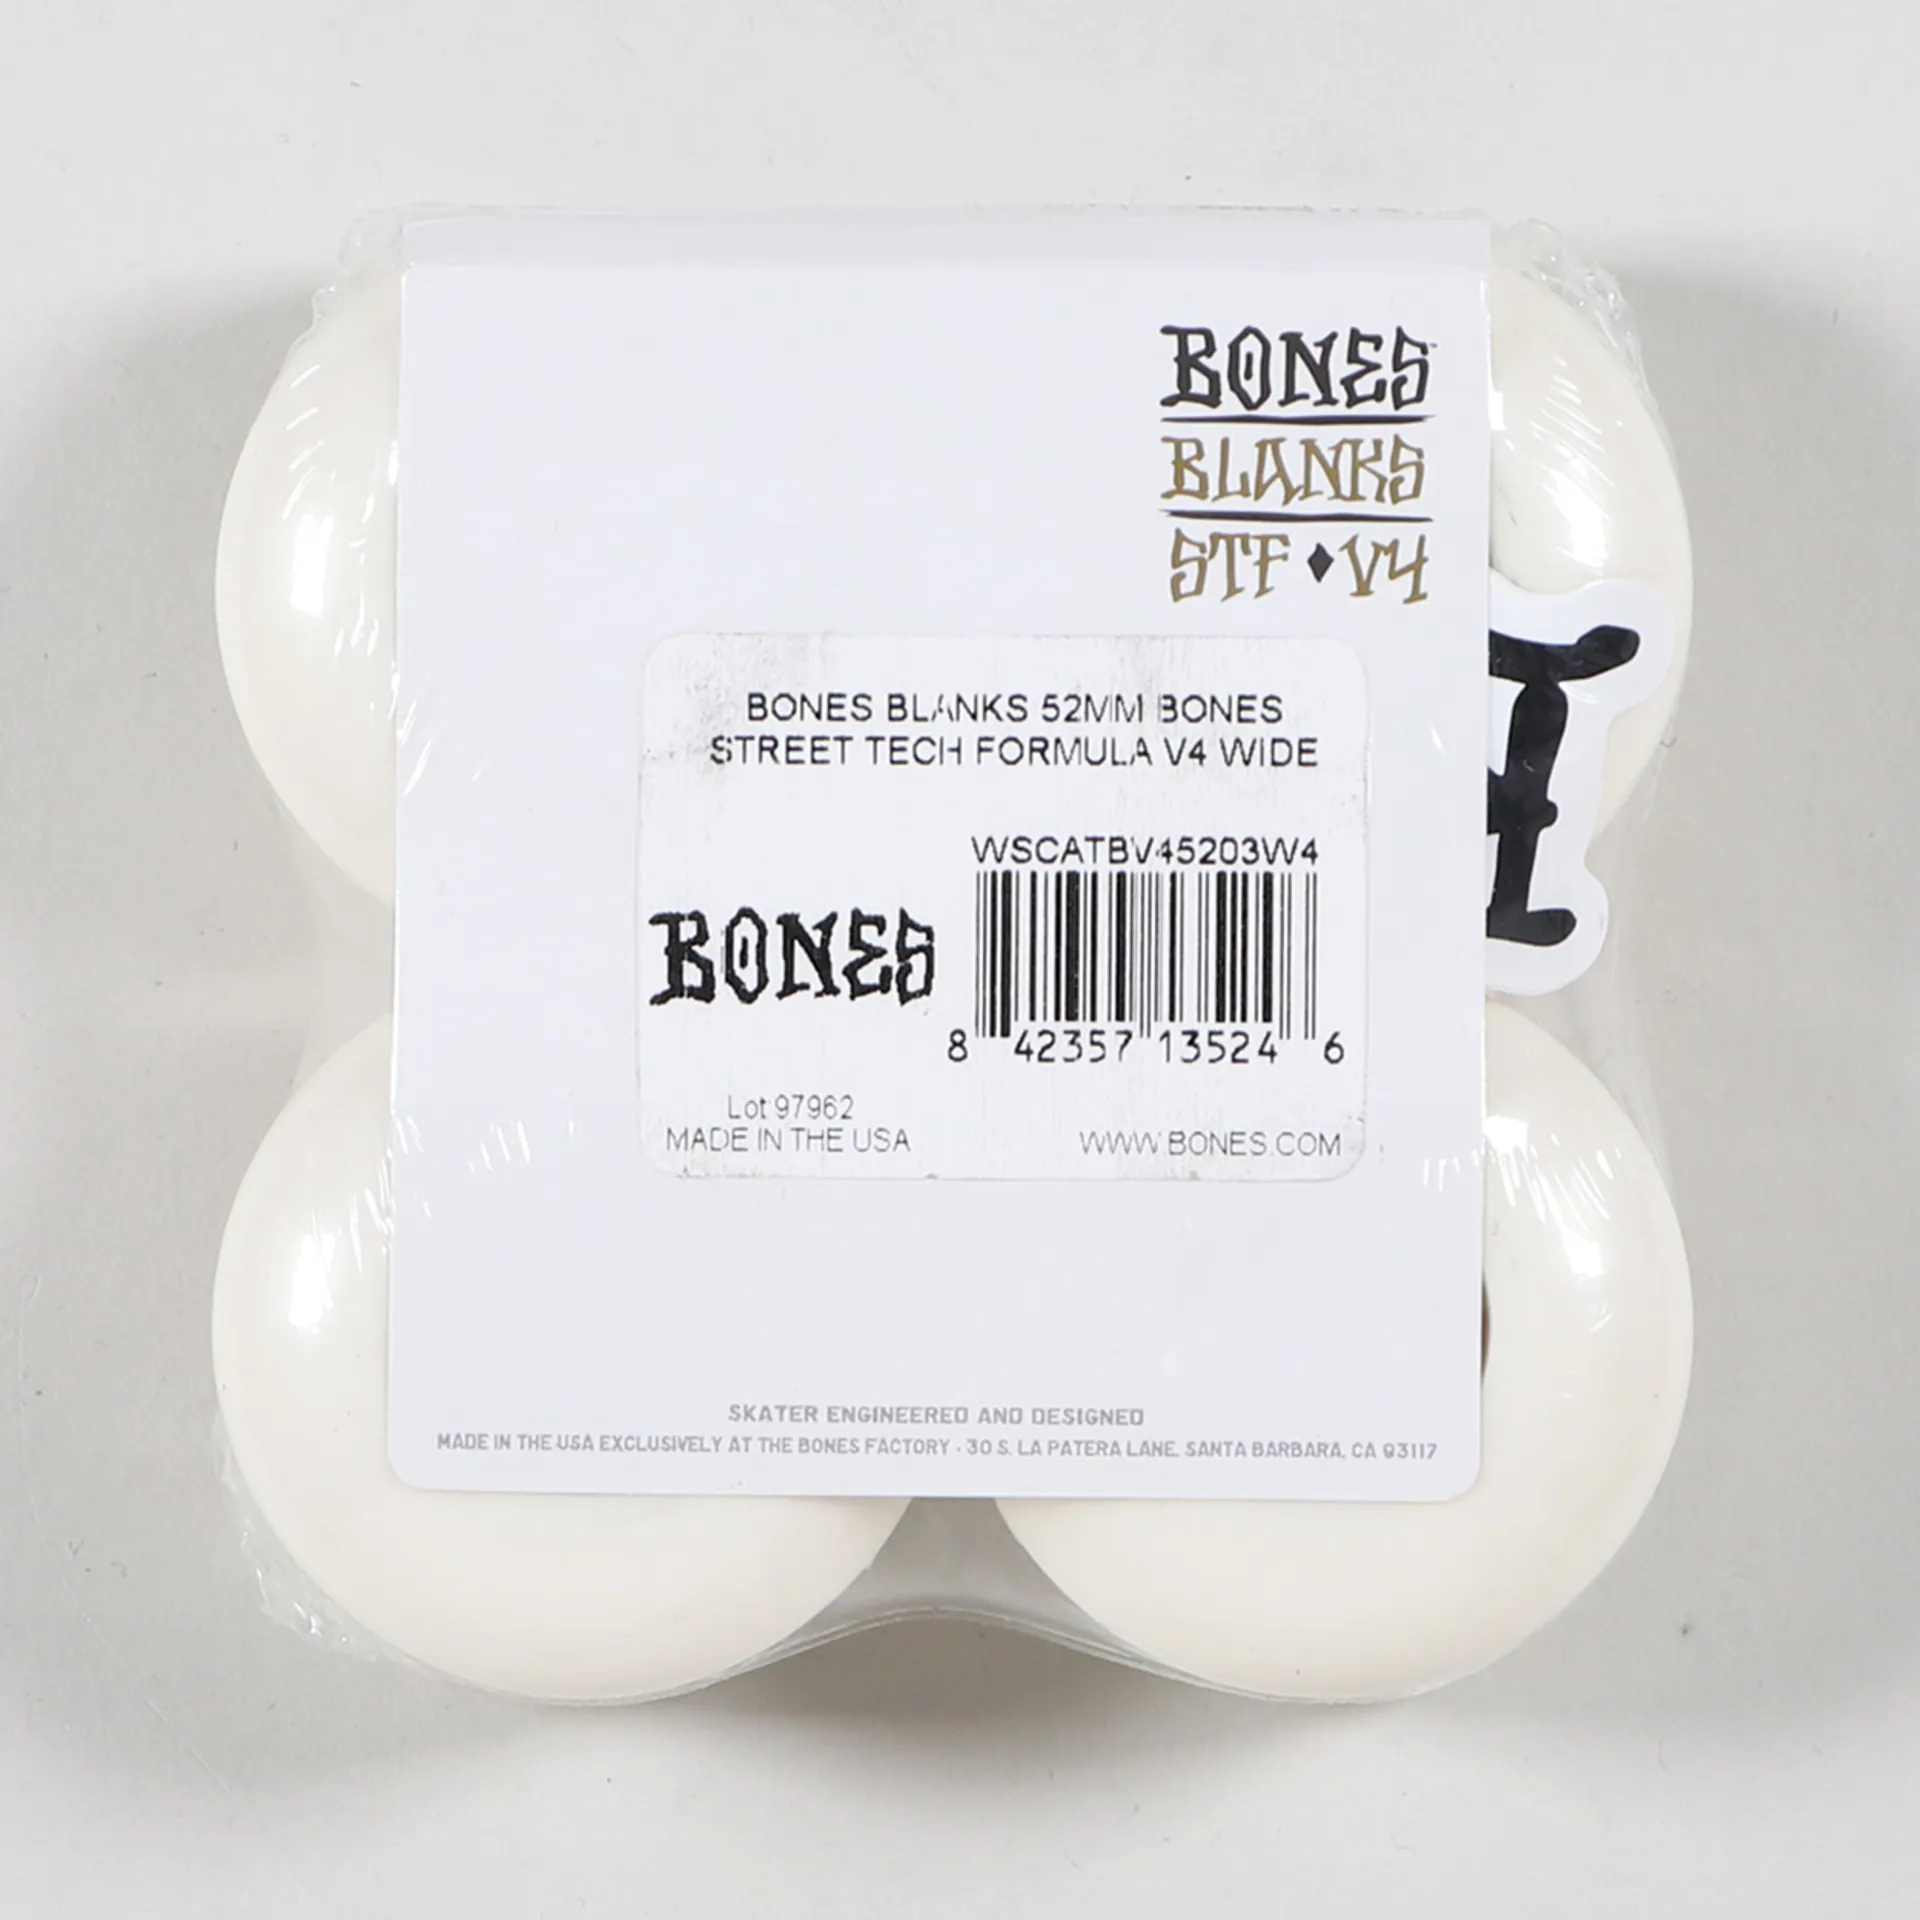 BONES™
BLANKS
STF♦V4
BONES BLANKS 52MM BONES
STREET TECH FORMULA V4 WIDE
WSCATBV45203W4
BONES
8 42357 13524 6
Lot 97962
MADE IN THE USA
WWW.BONES.COM
SKATER ENGINEERED AND DESIGNED
MADE IN THE USA EXCLUSIVELY AT THE BONES FACTORY · 30 S. LA PATERA LANE, SANTA BARBARA, CA 93117